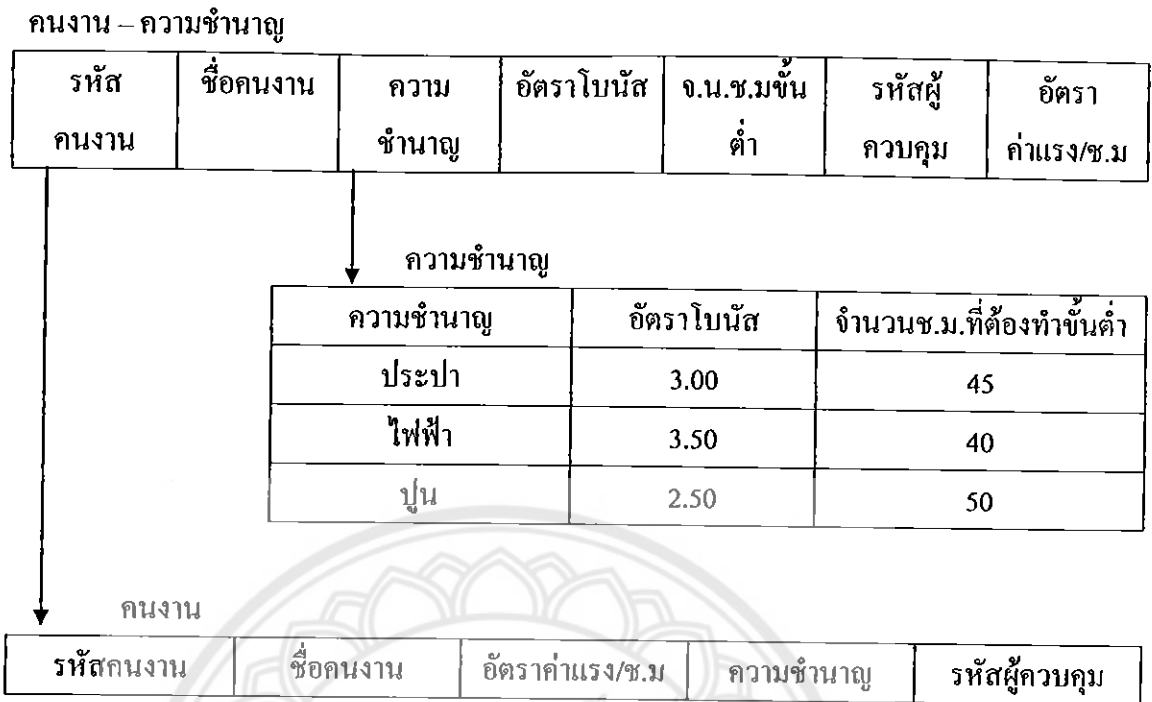 คนงาน – ความชำนาญ
รหัส ชื่อคนงาน ความ อัตราโบนัส จ.น.ช.มขั้น รหัสผู้ อัตรา
คนงาน ชำนาญ ต่ำ ควบคุม ค่าแรง/ช.ม
ความชำนาญ
ความชำนาญ อัตราโบนัส จำนวนช.ม.ที่ต้องทำขั้นต่ำ
ประปา 3.00 45
ไฟฟ้า 3.50 40
ปูน 2.50 50
คนงาน
รหัสคนงาน ชื่อคนงาน อัตราค่าแรง/ช.ม ความชำนาญ รหัสผู้ควบคุม